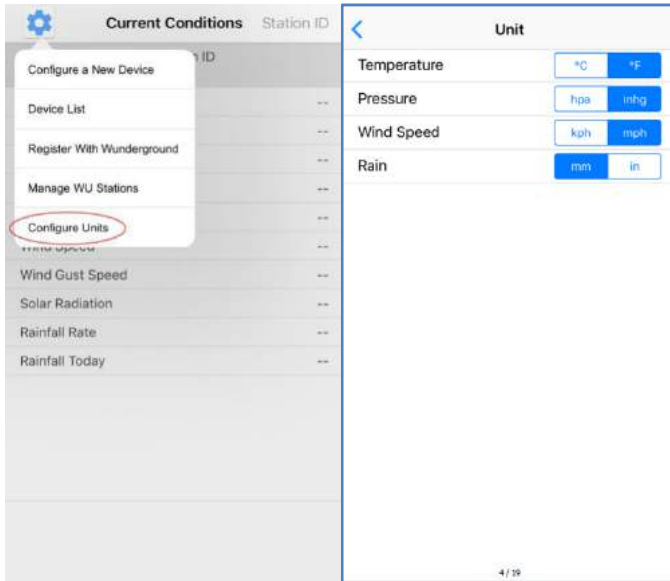 Current Conditions Station ID
ID
Configure a New Device
--
Device List
--
Register With Wunderground
--
Manage WU Stations
--
--
Configure Units
Wind Speed --
Wind Gust Speed --
Solar Radiation --
Rainfall Rate --
Rainfall Today --
Unit
Temperature °C °F
Pressure hpa inhg
Wind Speed kph mph
Rain mm in
4/19